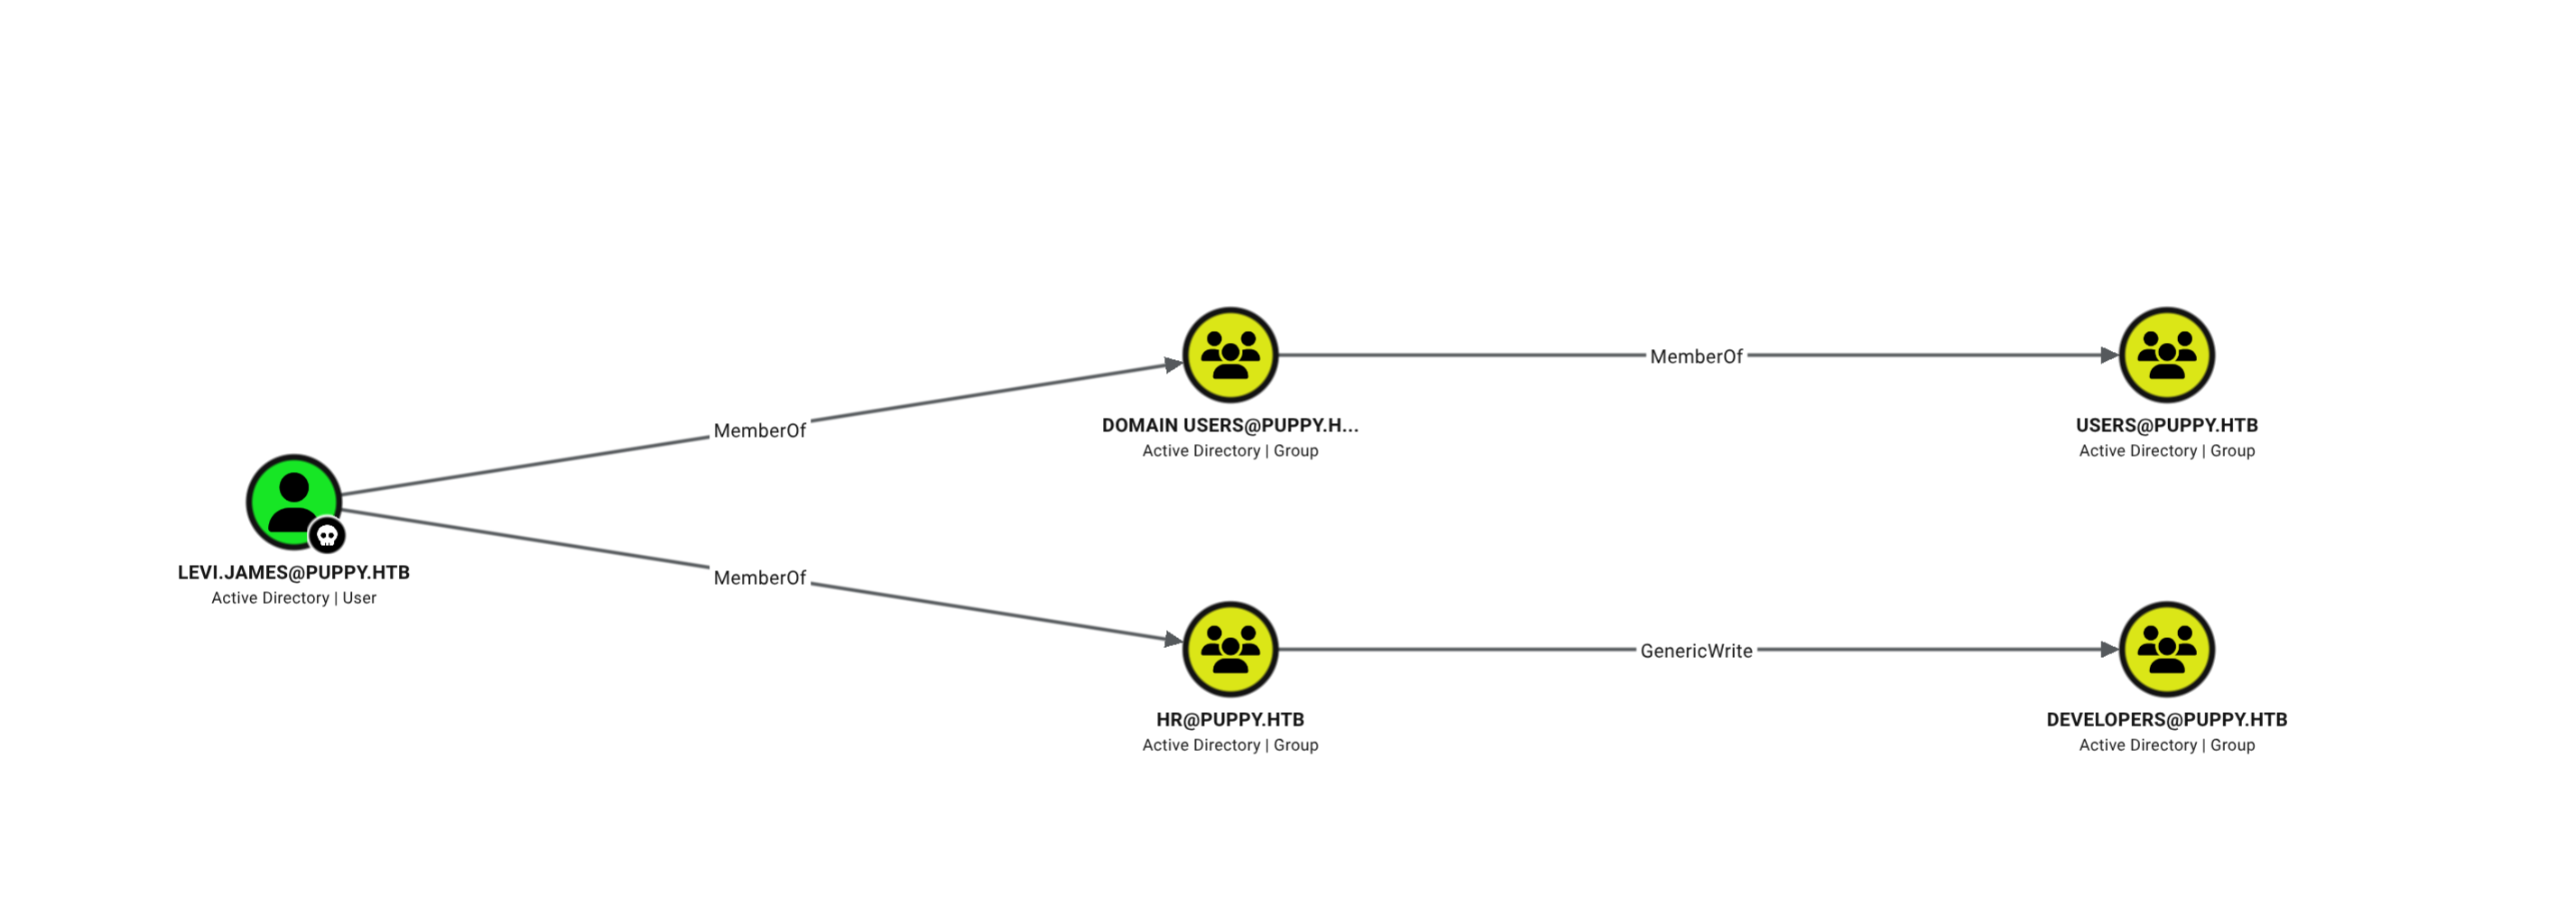 MemberOf
DOMAIN USERS@PUPPY.H...
Active Directory | Group
MemberOf
USERS@PUPPY.HTB
Active Directory | Group
LEVI.JAMES@PUPPY.HTB
Active Directory | User
MemberOf
HR@PUPPY.HTB
Active Directory | Group
GenericWrite
DEVELOPERS@PUPPY.HTB
Active Directory | Group